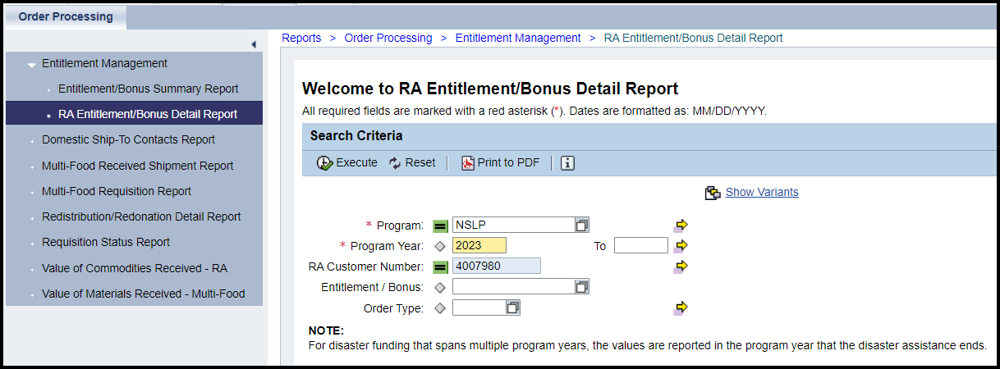 Order Processing
Reports > Order Processing > Entitlement Management > RA Entitlement/Bonus Detail Report
Entitlement Management
Entitlement/Bonus Summary Report
RA Entitlement/Bonus Detail Report
Domestic Ship-To Contacts Report
Multi-Food Received Shipment Report
Multi-Food Requisition Report
Redistribution/Redonation Detail Report
Requisition Status Report
Value of Commodities Received - RA
Value of Materials Received - Multi-Food
Welcome to RA Entitlement/Bonus Detail Report
All required fields are marked with a red asterisk (*). Dates are formatted as: MM/DD/YYYY.
Search Criteria
Execute Reset Print to PDF
Show Variants
* Program: NSLP
* Program Year: 2023 To
RA Customer Number: 4007980
Entitlement / Bonus:
Order Type:
NOTE:
For disaster funding that spans multiple program years, the values are reported in the program year that the disaster assistance ends.